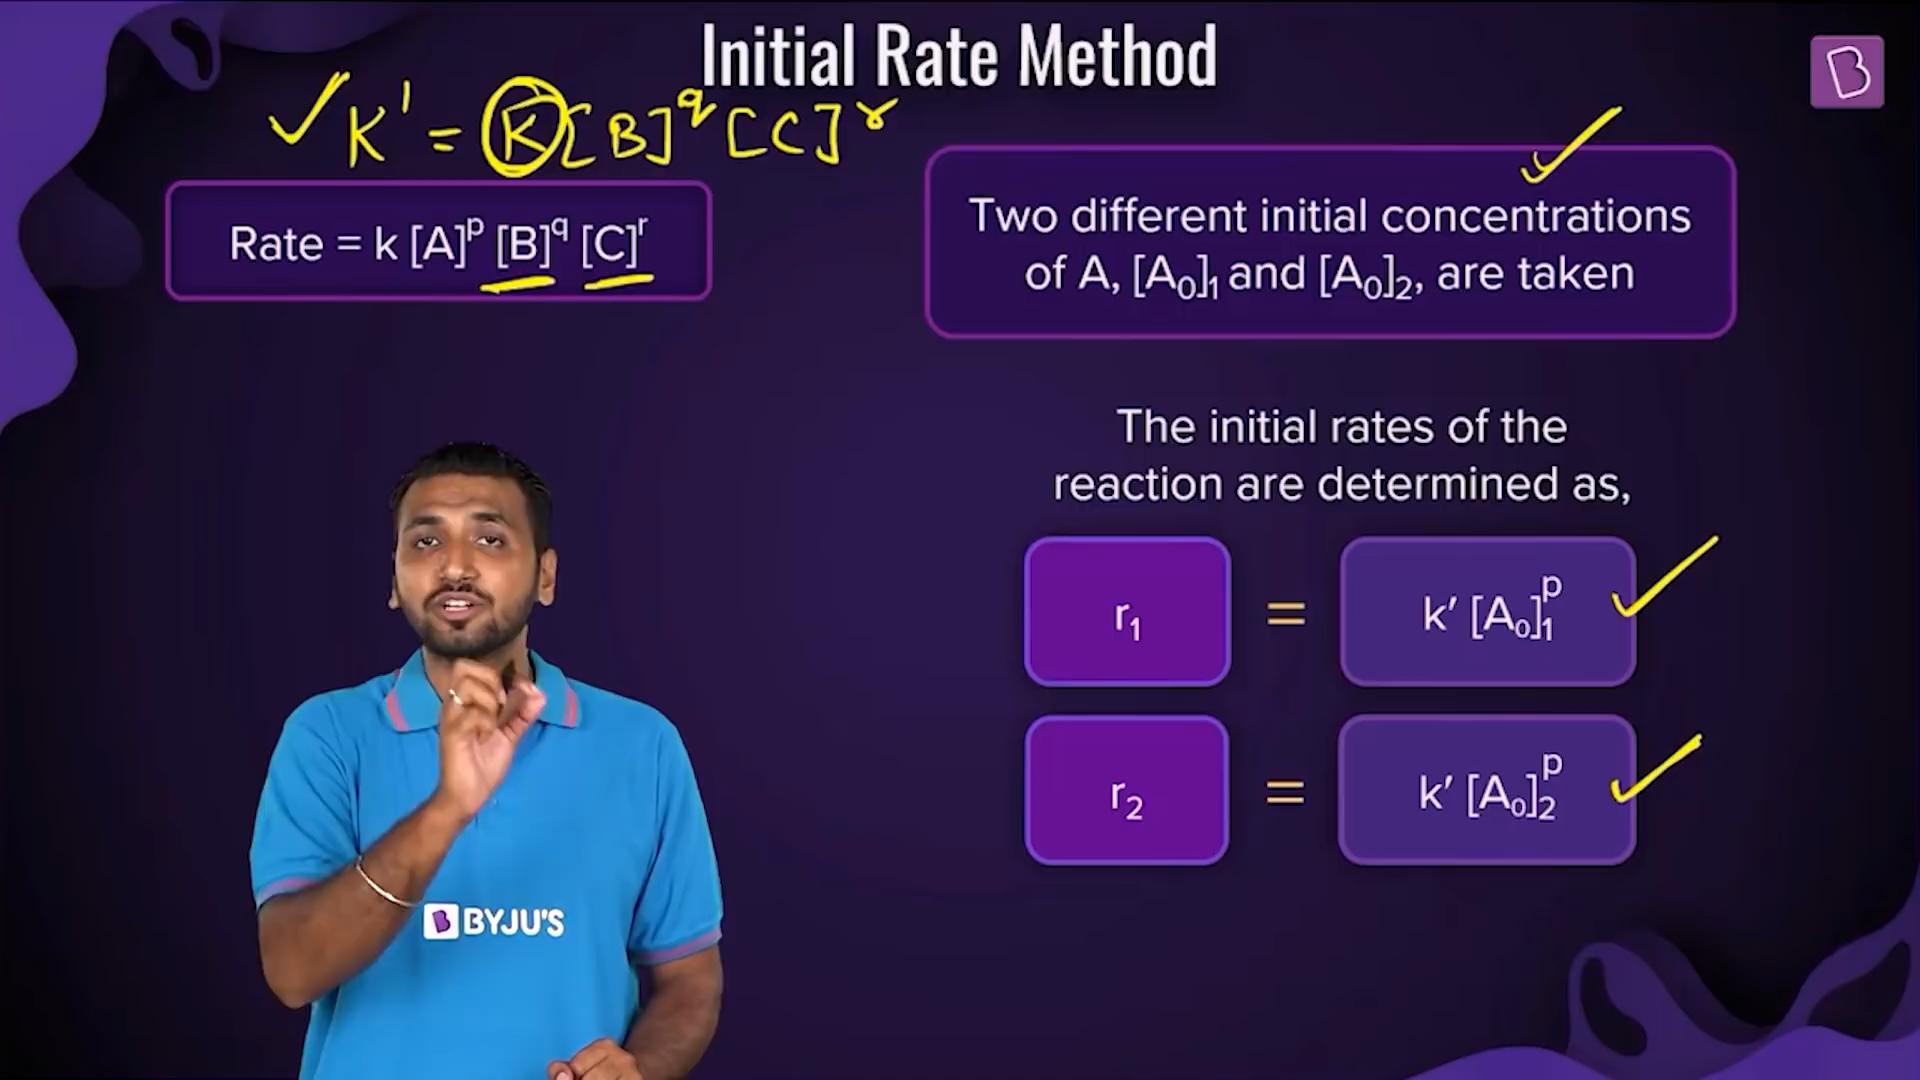 Initial Rate Method
K' = K[B]^q [C]^r
Rate = k [A]^p [B]^q [C]^r
Two different initial concentrations
of A, [A₀]₁ and [A₀]₂, are taken
The initial rates of the
reaction are determined as,
r₁ = k′ [A₀]₁^p
r₂ = k′ [A₀]₂^p
B BYJU'S
B